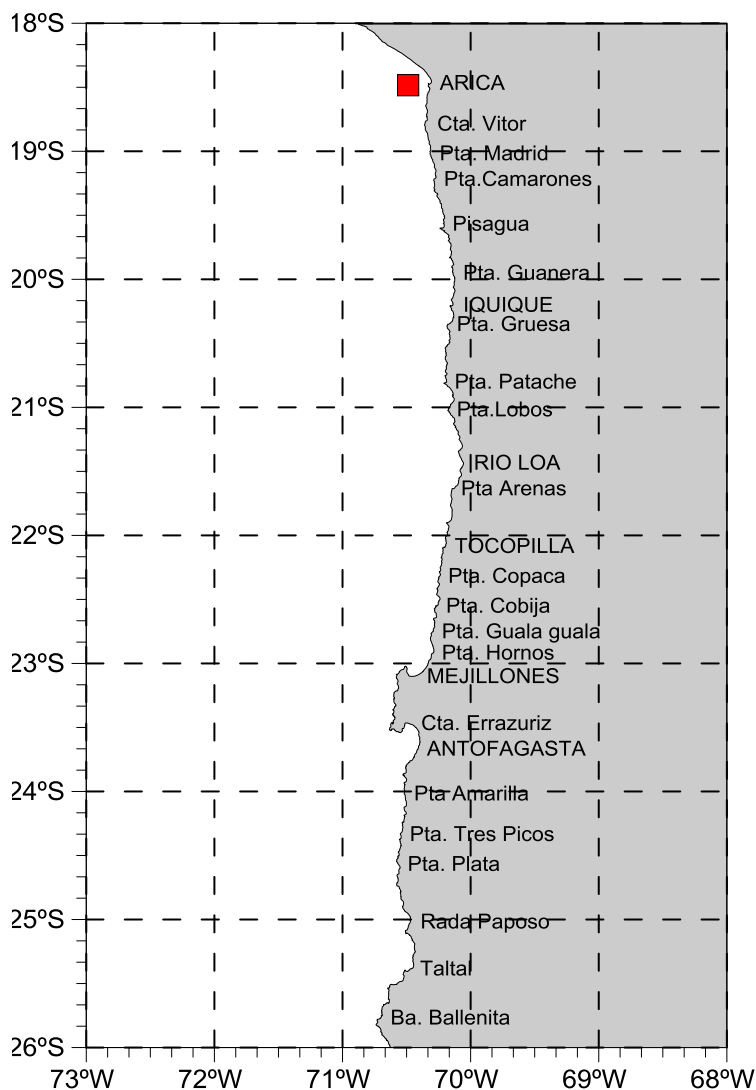 18ºS
ARICA
Cta. Vitor
19ºS
Pta. Madrid
Pta.Camarones
Pisagua
Pta. Guanera
20ºS
IQUIQUE
Pta. Gruesa
Pta. Patache
21ºS
Pta.Lobos
RIO LOA
Pta Arenas
22ºS
TOCOPILLA
Pta. Copaca
Pta. Cobija
Pta. Guala guala
Pta. Hornos
23ºS
MEJILLONES
Cta. Errazuriz
ANTOFAGASTA
24ºS
Pta Amarilla
Pta. Tres Picos
Pta. Plata
25ºS
Rada Paposo
Taltal
Ba. Ballenita
26ºS
73ºW 72ºW 71ºW 70ºW 69ºW 68ºW